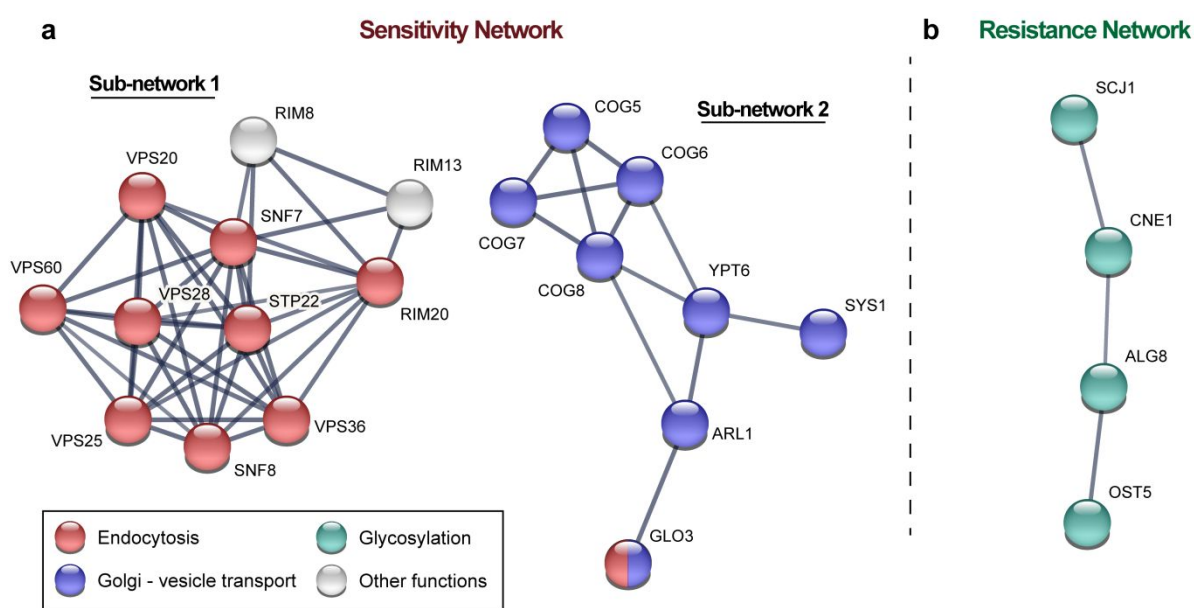 a
Sensitivity Network
b
Resistance Network
Sub-network 1
Sub-network 2
RIM8
VPS20
RIM13
SNF7
VPS60
VPS28
STP22
RIM20
VPS25
VPS36
SNF8
COG5
COG6
COG7
COG8
YPT6
SYS1
ARL1
GLO3
SCJ1
CNE1
ALG8
OST5
Endocytosis
Glycosylation
Golgi - vesicle transport
Other functions